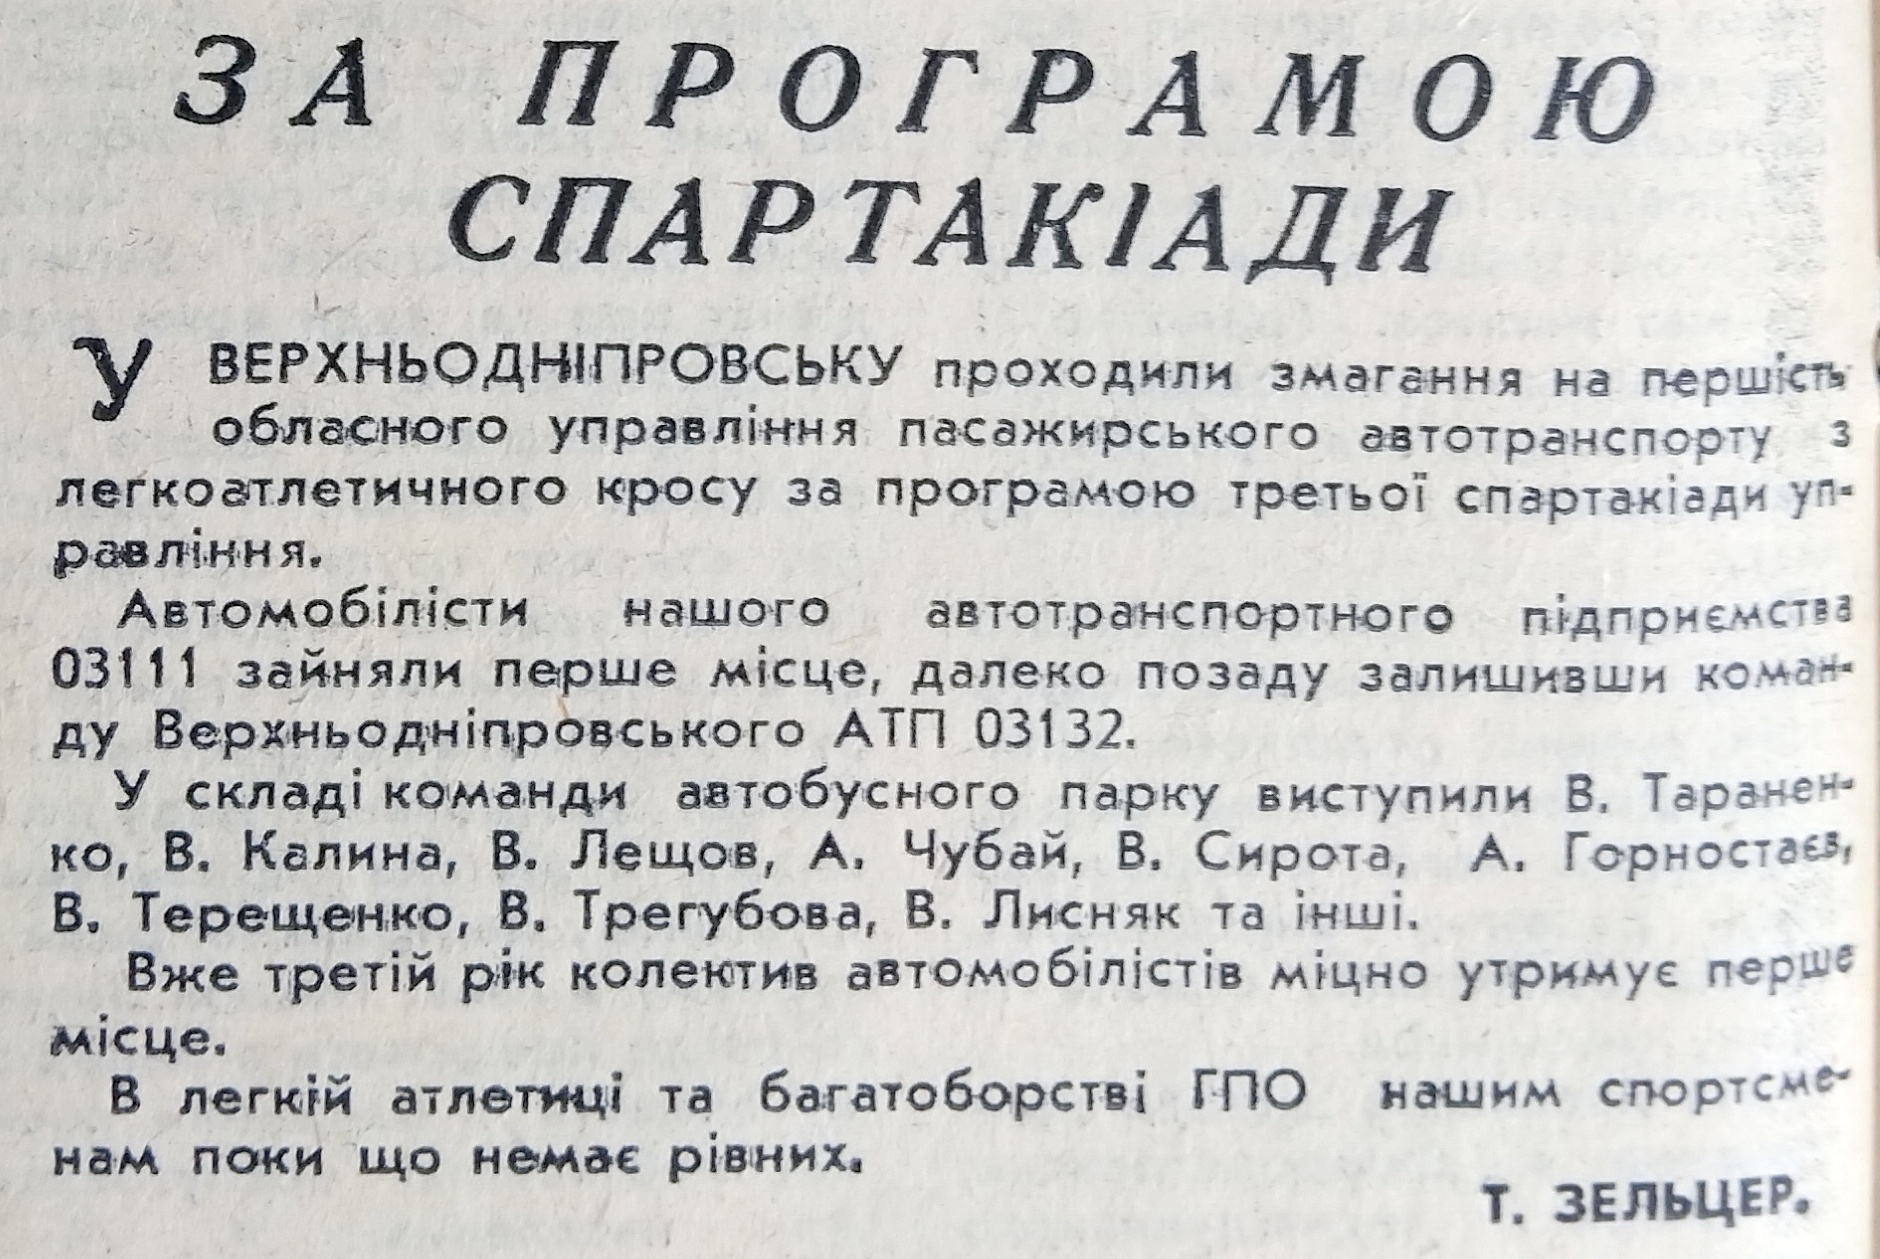 ЗА ПРОГРАМОЮ
СПАРТАКІАДИ
У ВЕРХНЬОДНІПРОВСЬКУ проходили змагання на першість
обласного управління пасажирського автотранспорту з
легкоатлетичного кросу за програмою третьої спартакіади уп-
равління.
Автомобілісти нашого автотранспортного підприємства
03111 зайняли перше місце, далеко позаду залишивши коман-
ду Верхньодніпровського АТП 03132.
У складі команди автобусного парку виступили В. Таранен-
ко, В. Калина, В. Лещов, А. Чубай, В. Сирота, А. Горностаєв,
В. Терещенко, В. Трегубова, В. Лисняк та інші.
Вже третій рік колектив автомобілістів міцно утримує перше
місце.
В легкій атлетиці та багатоборстві ГПО нашим спортсме-
нам поки що немає рівних.
Т. ЗЕЛЬЦЕР.